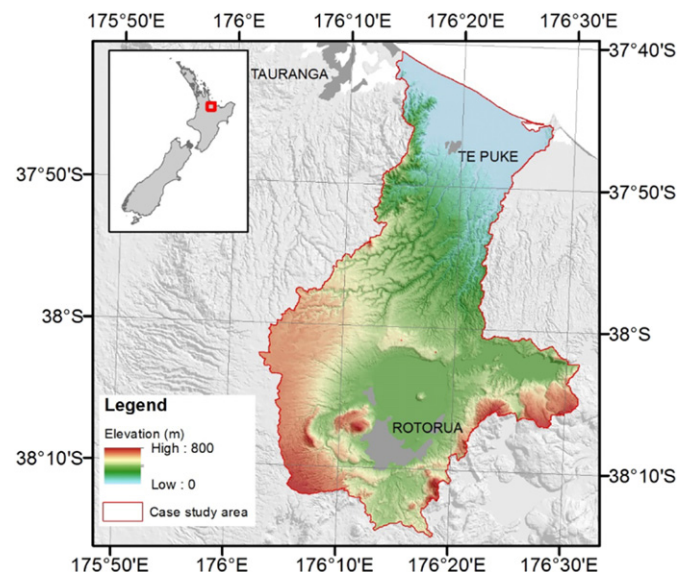 175°50'E 176°E 176°10'E 176°20'E 176°30'E
37°40'S
TAURANGA
TE PUKE
37°50'S
37°50'S
38°S
38°S
Legend
Elevation (m)
High : 800
Low : 0
Case study area
ROTORUA
38°10'S
38°10'S
175°50'E 176°E 176°10'E 176°20'E 176°30'E